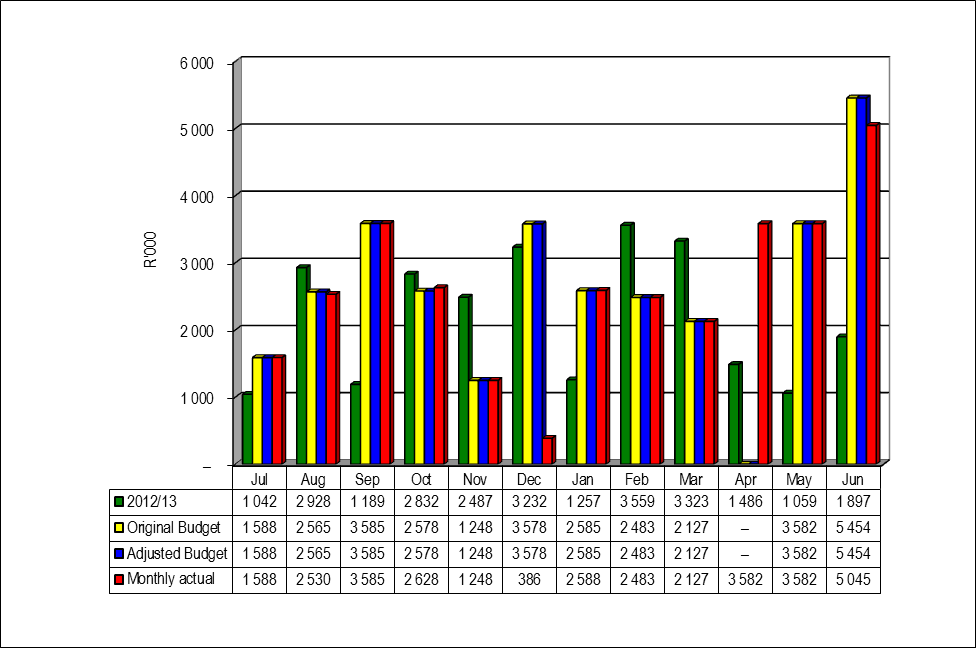 6 000
5 000
4 000
3 000
2 000
1 000
–
R'000
Jul Aug Sep Oct Nov Dec Jan Feb Mar Apr May Jun
2012/13 1 042 2 928 1 189 2 832 2 487 3 232 1 257 3 559 3 323 1 486 1 059 1 897
Original Budget 1 588 2 565 3 585 2 578 1 248 3 578 2 585 2 483 2 127 – 3 582 5 454
Adjusted Budget 1 588 2 565 3 585 2 578 1 248 3 578 2 585 2 483 2 127 – 3 582 5 454
Monthly actual 1 588 2 530 3 585 2 628 1 248 386 2 588 2 483 2 127 3 582 3 582 5 045